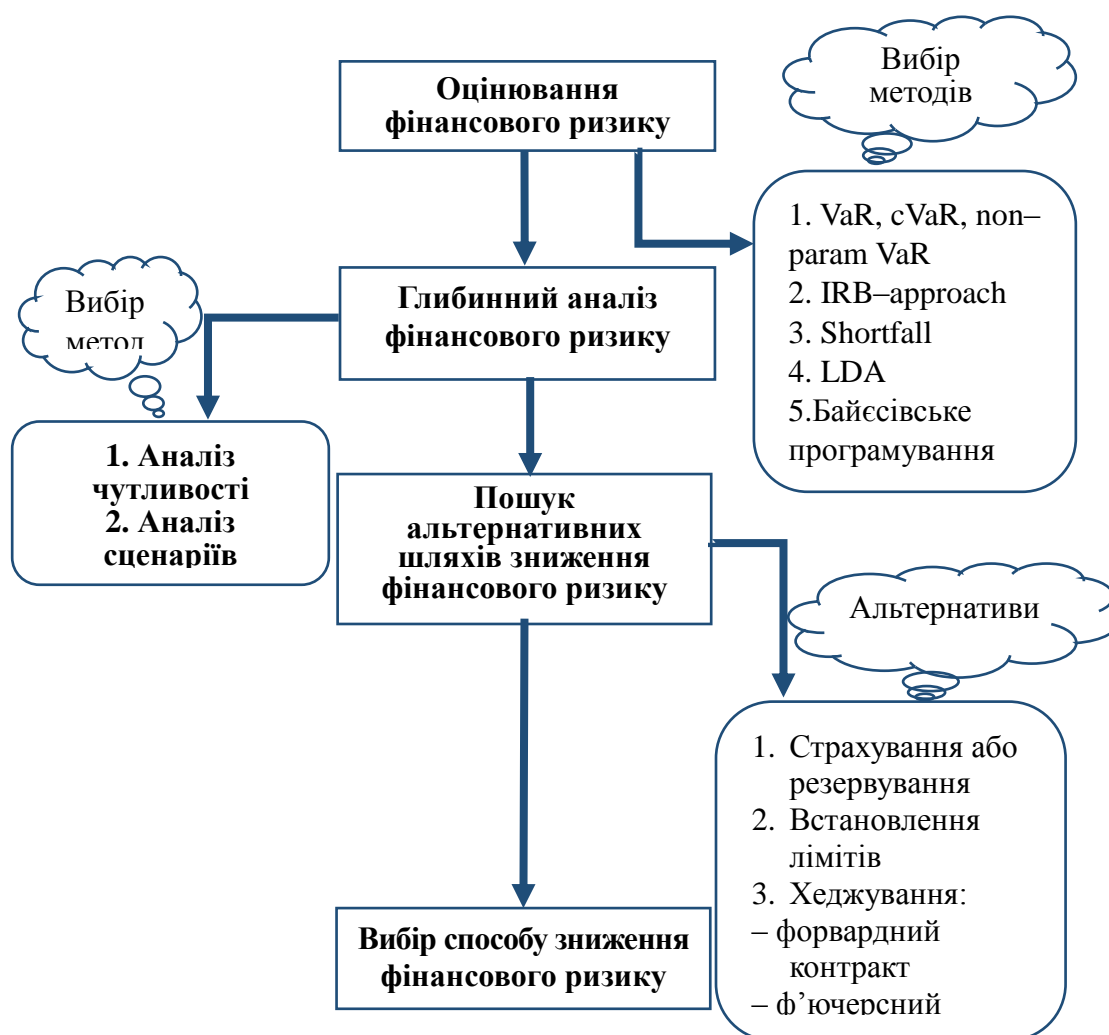 Оцінювання
фінансового ризику
Вибір
методів
1. VaR, cVaR, non–
param VaR
2. IRB–approach
3. Shortfall
4. LDA
5.Байєсівське
програмування
Глибинний аналіз
фінансового ризику
Вибір
метод
1. Аналіз
чутливості
2. Аналіз
сценаріїв
Пошук
альтернативних
шляхів зниження
фінансового ризику
Альтернативи
1. Страхування або
резервування
2. Встановлення
лімітів
3. Хеджування:
– форвардний
контракт
– ф’ючерсний
Вибір способу зниження
фінансового ризику